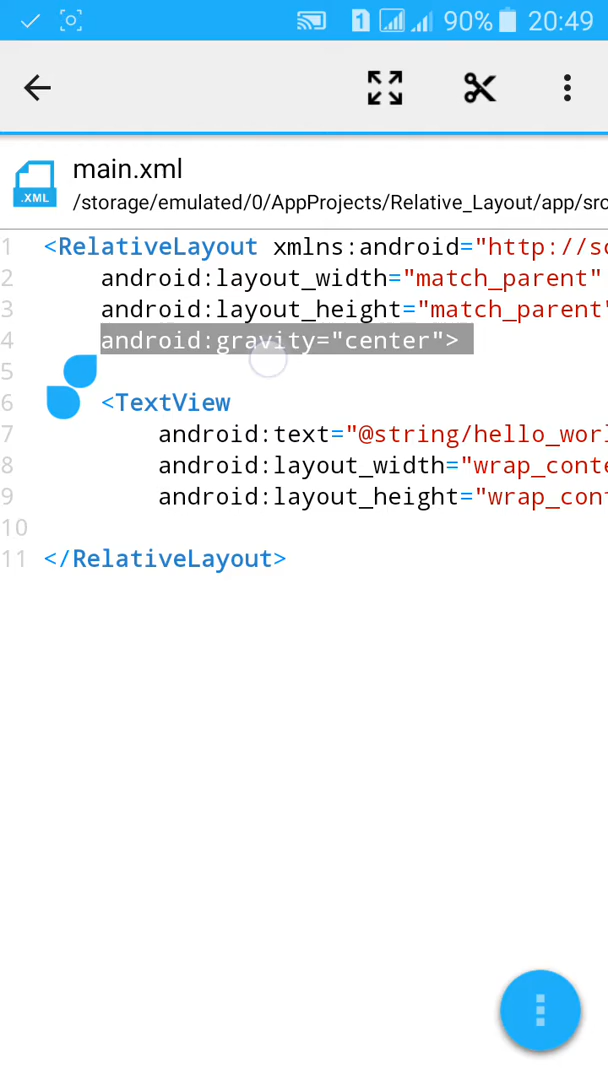 1 90% 20:49
main.xml
.XML
/storage/emulated/0/AppProjects/Relative_Layout/app/src
1 <RelativeLayout xmlns:android="http://sc
2 android:layout_width="match_parent"
3 android:layout_height="match_parent"
4 android:gravity="center">
5
6 <TextView
7 android:text="@string/hello_worl
8 android:layout_width="wrap_conte
9 android:layout_height="wrap_cont
10
11 </RelativeLayout>